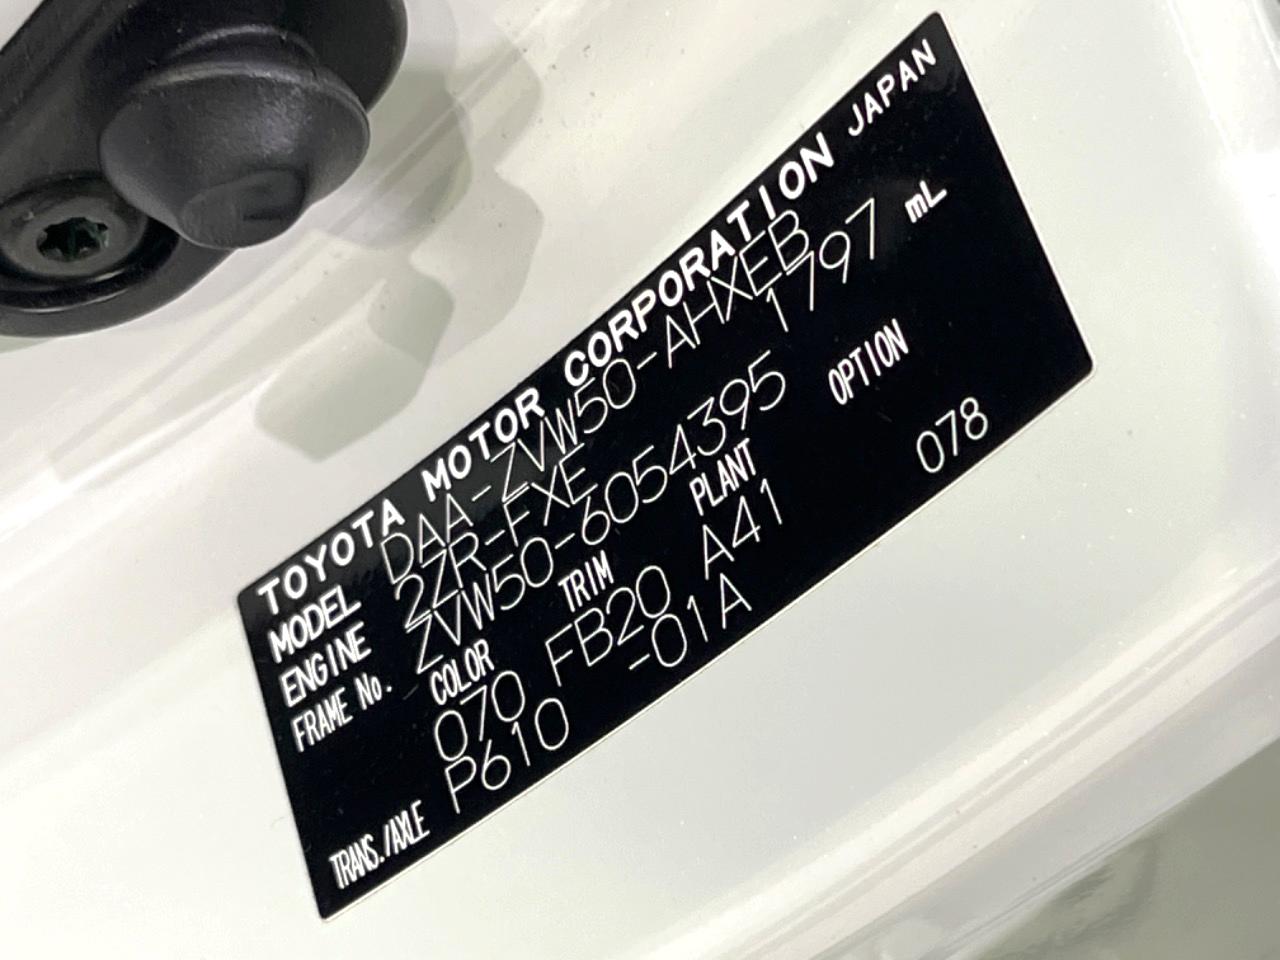 TOYOTA MOTOR CORPORATION JAPAN
MODEL DAA-ZVW50-AHXEB
ENGINE 2ZR-FXE 1797 mL
FRAME No. ZVW50-6054395
COLOR TRIM PLANT OPTION
070 FB20 A41 078
TRANS./AXLE P610 -01A